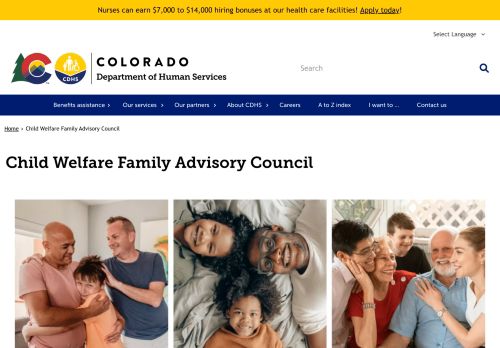 Nurses can earn $7,000 to $14,000 hiring bonuses at our health care facilities! Apply today!
Select Language
COLORADO
Department of Human Services
CDHS
Search
Benefits assistance › Our services › Our partners › About CDHS › Careers A to Z index I want to ... Contact us
Home › Child Welfare Family Advisory Council
Child Welfare Family Advisory Council